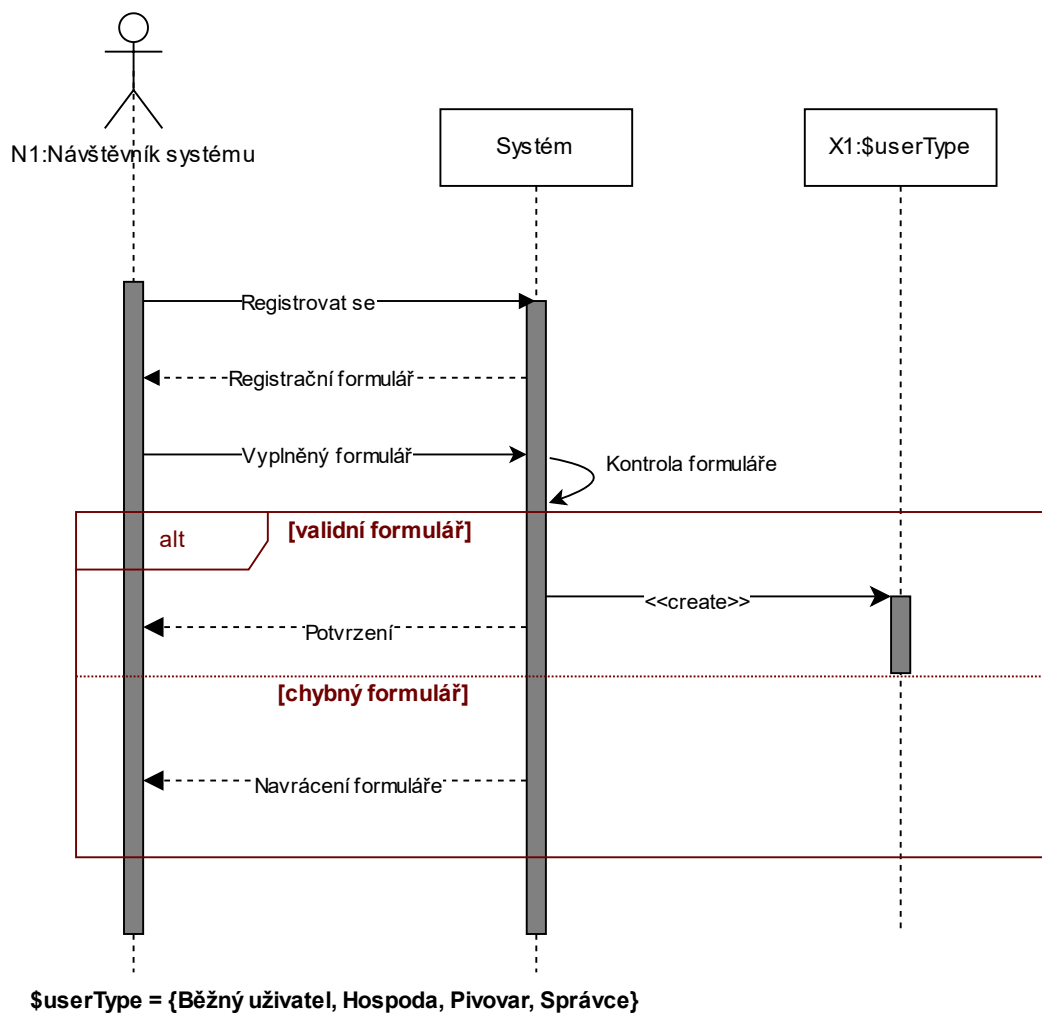 N1:Návštěvník systému
Systém
X1:$userType
Registrovat se
Registrační formulář
Vyplněný formulář
Kontrola formuláře
alt
[validní formulář]
<<create>>
Potvrzení
[chybný formulář]
Navrácení formuláře
$userType = {Běžný uživatel, Hospoda, Pivovar, Správce}